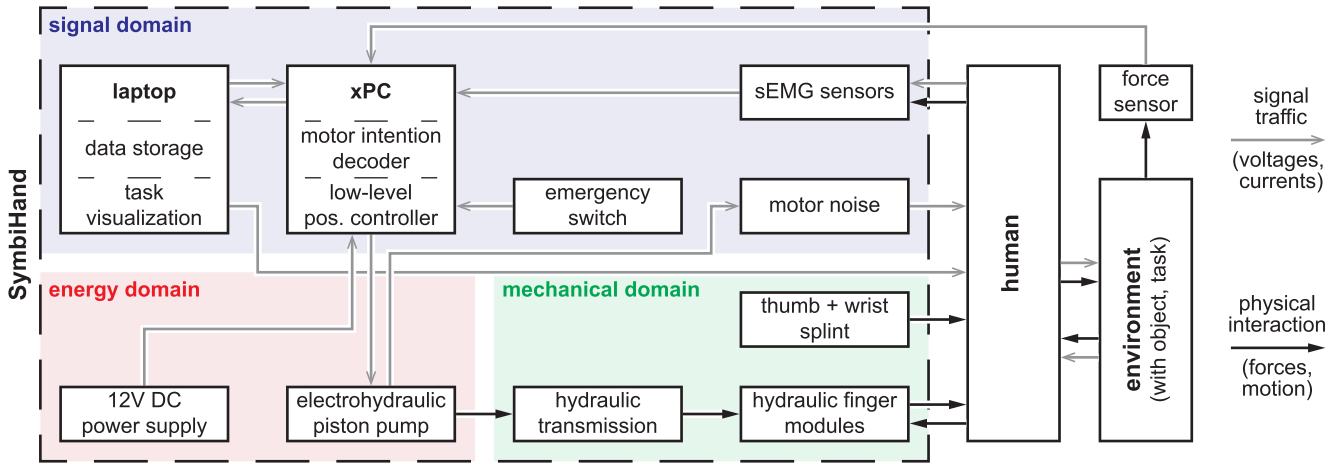 SymbiHand
signal domain
laptop
data storage
task
visualization
xPC
motor intention
decoder
low-level
pos. controller
sEMG sensors
emergency
switch
motor noise
energy domain
12V DC
power supply
electrohydraulic
piston pump
mechanical domain
thumb + wrist
splint
hydraulic
transmission
hydraulic finger
modules
human
force
sensor
environment
(with object, task)
signal
traffic
(voltages,
currents)
physical
interaction
(forces,
motion)